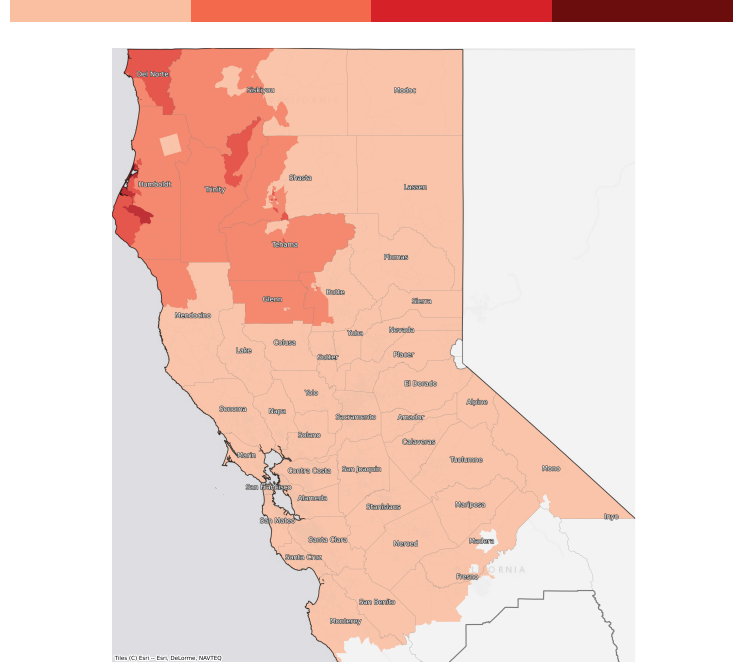 Del Norte
Siskiyou
Modoc
Humboldt
Trinity
Shasta
Lassen
Tehama
Plumas
Glenn
Butte
Sierra
Mendocino
Lake
Colusa
Yuba
Nevada
Sutter
Placer
El Dorado
Yolo
Alpine
Sonoma
Napa
Sacramento
Amador
Solano
Calaveras
Marin
Contra Costa
San Joaquin
Tuolumne
Mono
San Francisco
Alameda
Stanislaus
Mariposa
Inyo
San Mateo
Santa Clara
Merced
Madera
Santa Cruz
Fresno
San Benito
Monterey
Tiles (C) Esri -- Esri, DeLorme, NAVTEQ